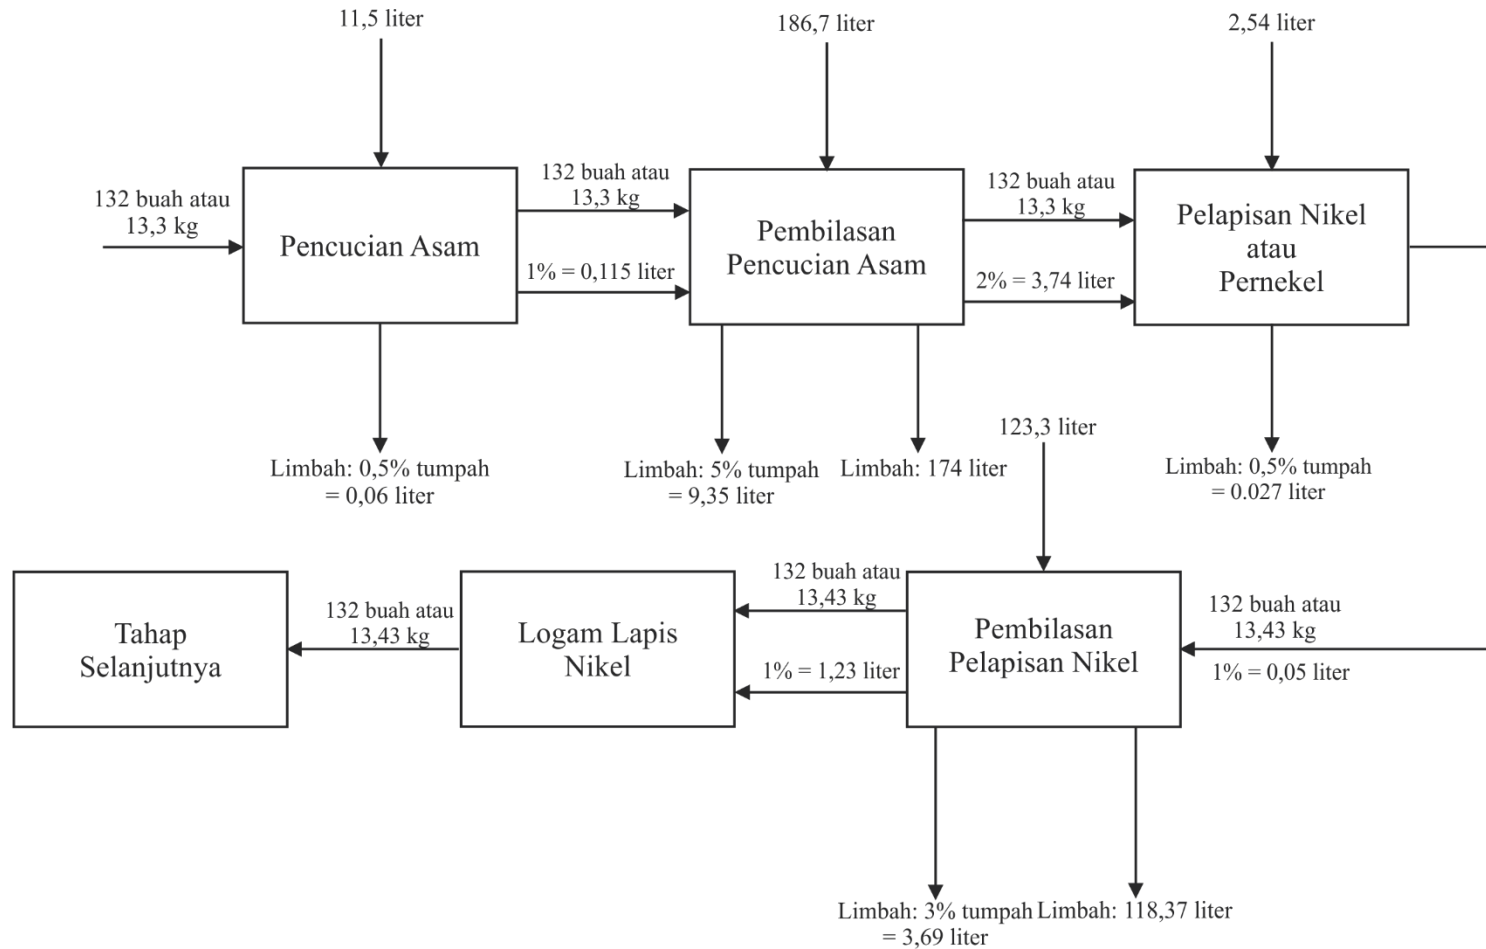 11,5 liter
186,7 liter
2,54 liter
132 buah atau
13,3 kg
Pencucian Asam
132 buah atau
13,3 kg
1% = 0,115 liter
Pembilasan
Pencucian Asam
132 buah atau
13,3 kg
2% = 3,74 liter
Pelapisan Nikel
atau
Pernekel
Limbah: 0,5% tumpah
= 0,06 liter
Limbah: 5% tumpah
= 9,35 liter
Limbah: 174 liter
Limbah: 0,5% tumpah
= 0.027 liter
123,3 liter
132 buah atau
13,43 kg
1% = 0,05 liter
Pembilasan
Pelapisan Nikel
132 buah atau
13,43 kg
1% = 1,23 liter
Logam Lapis
Nikel
132 buah atau
13,43 kg
Tahap
Selanjutnya
Limbah: 3% tumpah
= 3,69 liter
Limbah: 118,37 liter